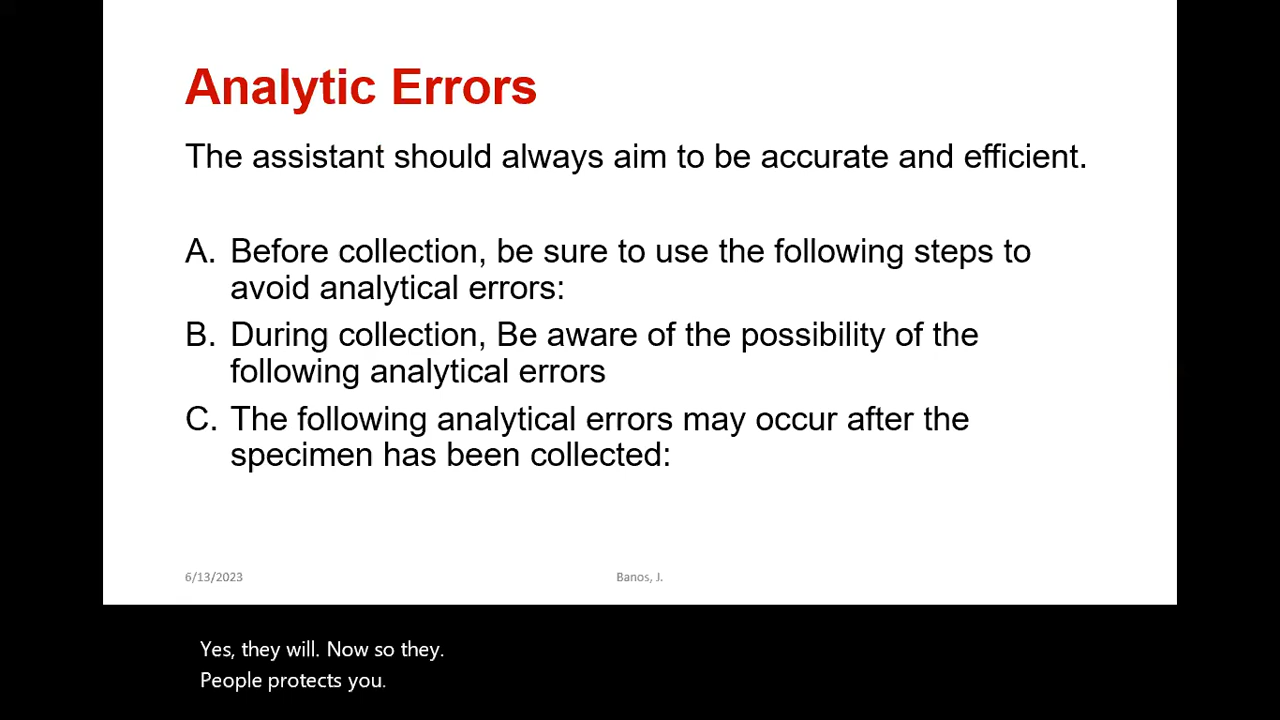 Analytic Errors
The assistant should always aim to be accurate and efficient.
A. Before collection, be sure to use the following steps to
avoid analytical errors:
B. During collection, Be aware of the possibility of the
following analytical errors
C. The following analytical errors may occur after the
specimen has been collected:
6/13/2023
Banos, J.
Yes, they will. Now so they.
People protects you.